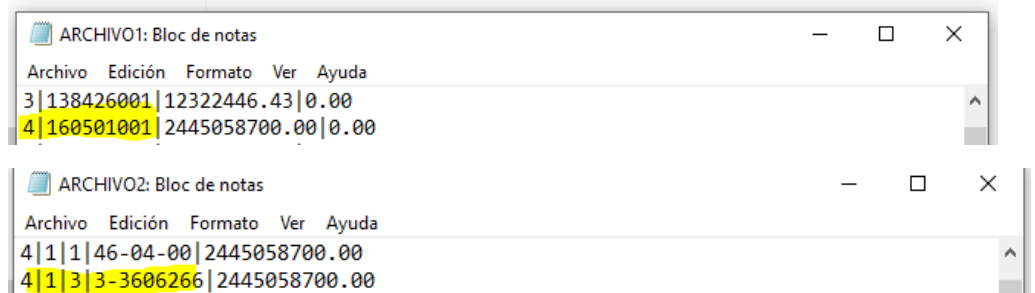 ARCHIVO1: Bloc de notas
Archivo Edición Formato Ver Ayuda
3|138426001|12322446.43|0.00
4|160501001|2445058700.00|0.00
ARCHIVO2: Bloc de notas
Archivo Edición Formato Ver Ayuda
4|1|1|46-04-00|2445058700.00
4|1|3|3-3606266|2445058700.00